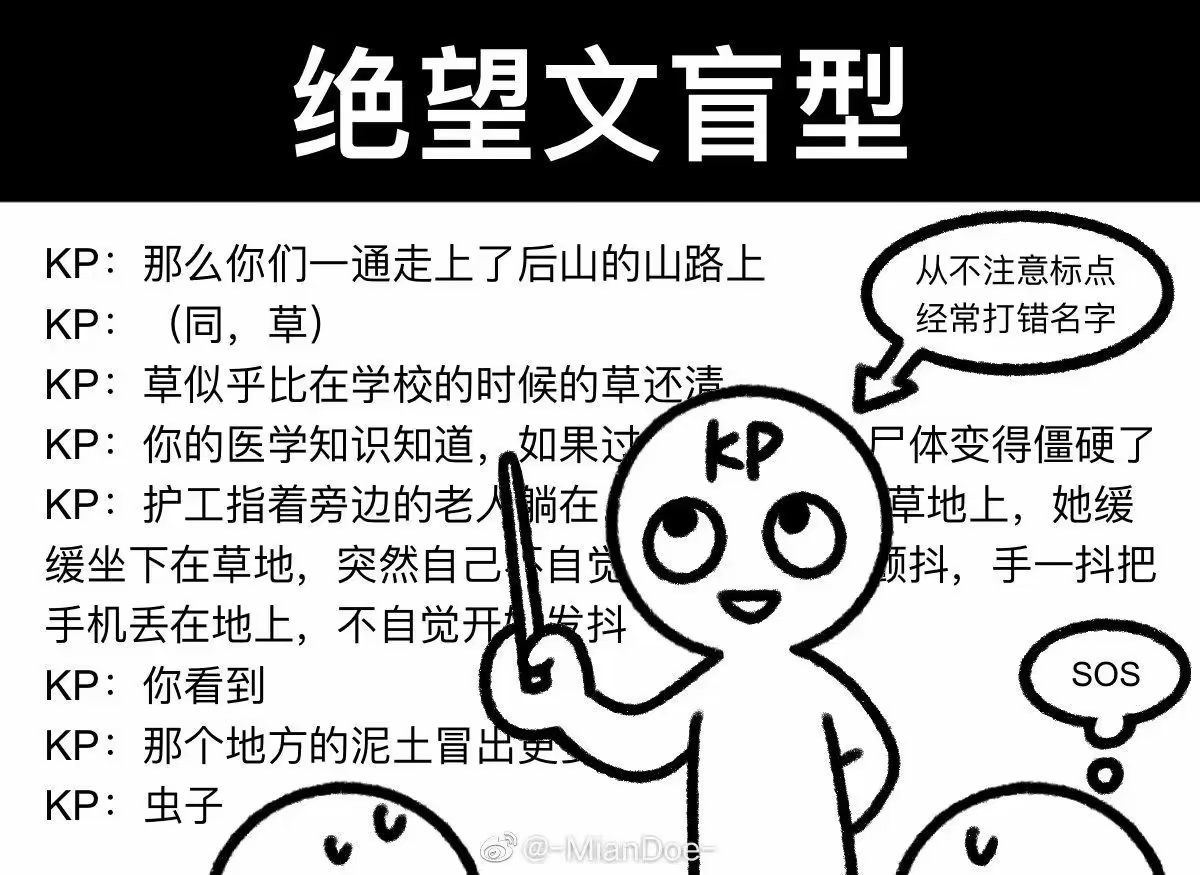 绝望文盲型
KP：那么你们一通走上了后山的山路上
从不注意标点
经常打错名字
KP：（同，草）
KP：草似乎比在学校的时候的草还清
KP：你的医学知识知道，如果过 尸体变得僵硬了
KP
KP：护工指着旁边的老人躺在 草地上，她缓
缓坐下在草地，突然自己不自觉 颤抖，手一抖把
手机丢在地上，不自觉开始发抖
KP：你看到
SOS
KP：那个地方的泥土冒出更多
KP：虫子
@-MianDoe-